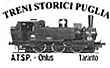 TRENI STORICI PUGLIA
A.T.S.P. - Onlus Taranto